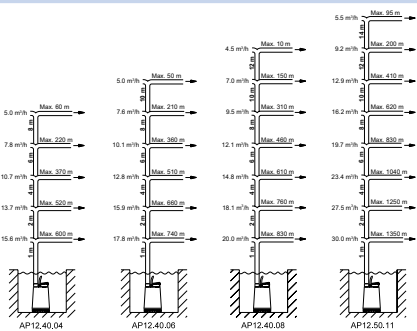 5.0 m³/h Max. 60 m
8 m
7.8 m³/h Max. 220 m
6 m
10.7 m³/h Max. 370 m
4 m
13.7 m³/h Max. 520 m
2 m
15.6 m³/h Max. 600 m
1 m
AP12.40.04
5.0 m³/h Max. 50 m
10 m
7.6 m³/h Max. 210 m
8 m
10.1 m³/h Max. 360 m
6 m
12.8 m³/h Max. 510 m
4 m
15.9 m³/h Max. 660 m
2 m
17.8 m³/h Max. 740 m
1 m
AP12.40.06
4.5 m³/h Max. 10 m
12 m
7.0 m³/h Max. 150 m
10 m
9.5 m³/h Max. 310 m
8 m
12.1 m³/h Max. 460 m
6 m
14.8 m³/h Max. 610 m
4 m
18.1 m³/h Max. 760 m
2 m
20.0 m³/h Max. 830 m
1 m
AP12.40.08
5.5 m³/h Max. 95 m
14 m
9.2 m³/h Max. 200 m
12 m
12.9 m³/h Max. 410 m
10 m
16.2 m³/h Max. 620 m
8 m
19.7 m³/h Max. 830 m
6 m
23.4 m³/h Max. 1040 m
4 m
27.5 m³/h Max. 1250 m
2 m
30.0 m³/h Max. 1350 m
1 m
AP12.50.11